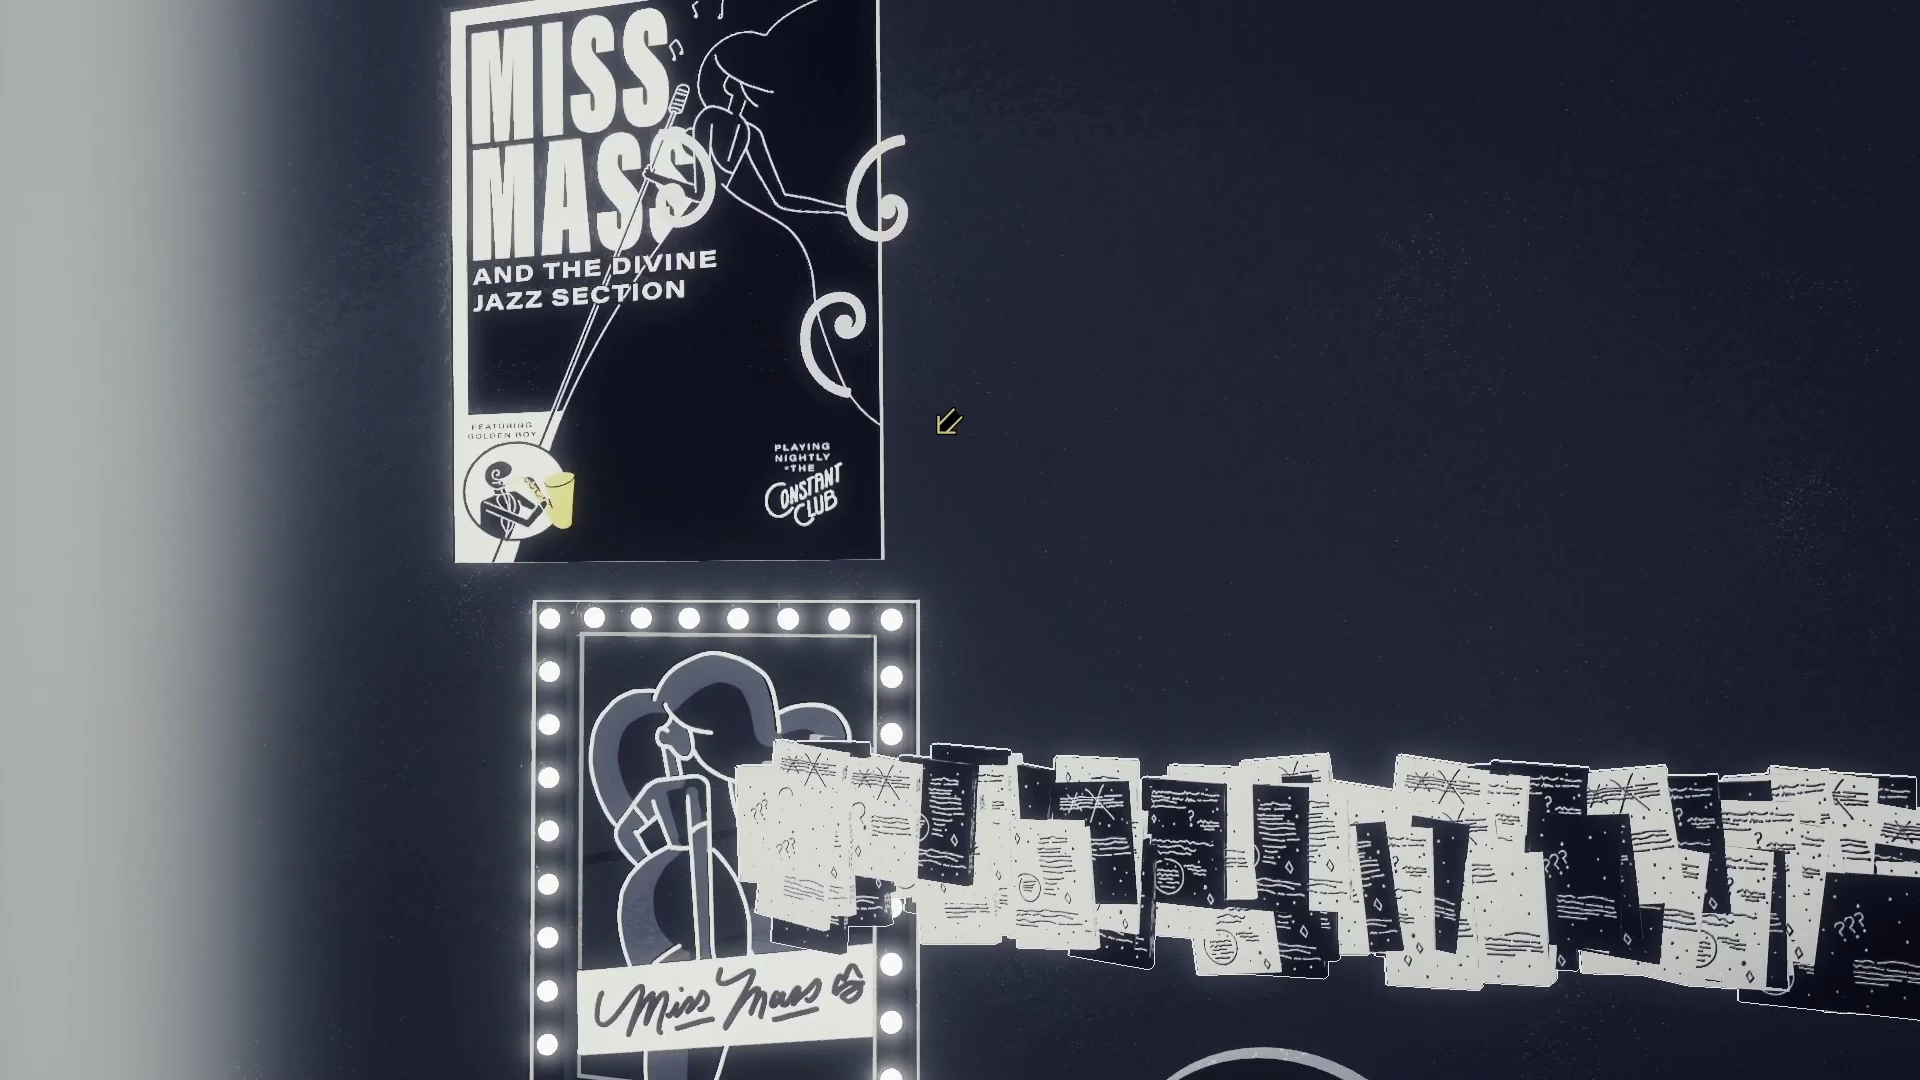 MISS
MASS
AND THE DIVINE
JAZZ SECTION
FEATURING
GOLDEN BOY
PLAYING
NIGHTLY
THE
CONSTANT
CLUB
Miss Mass
???
?
???
?
?
???
?
???